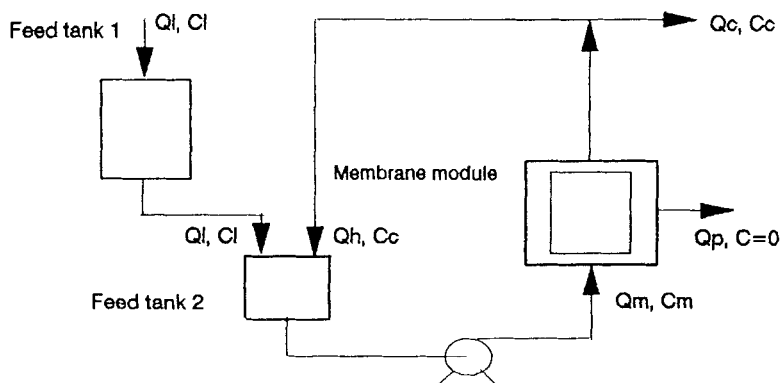 Feed tank 1
Ql, Cl
Qc, Cc
Membrane module
Ql, Cl
Qh, Cc
Qp, C=0
Feed tank 2
Qm, Cm